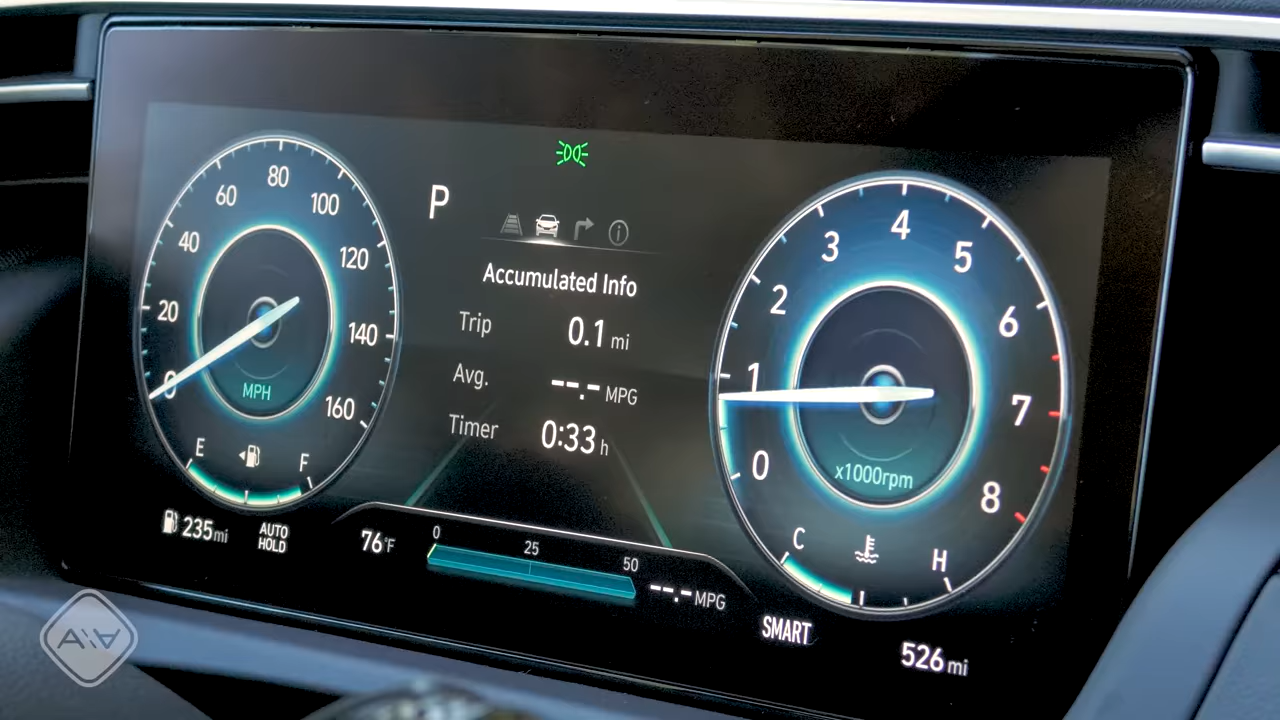 80
60
100
40
120
20
140
0
160
MPH
E
F
235 mi
AUTO
HOLD
P
Accumulated Info
Trip 0.1 mi
Avg. --.- MPG
Timer 0:33 h
76°F
0 25 50
--.- MPG
4
3
5
2
6
1
7
0
8
x1000rpm
C
H
SMART
526 mi
A\:\A